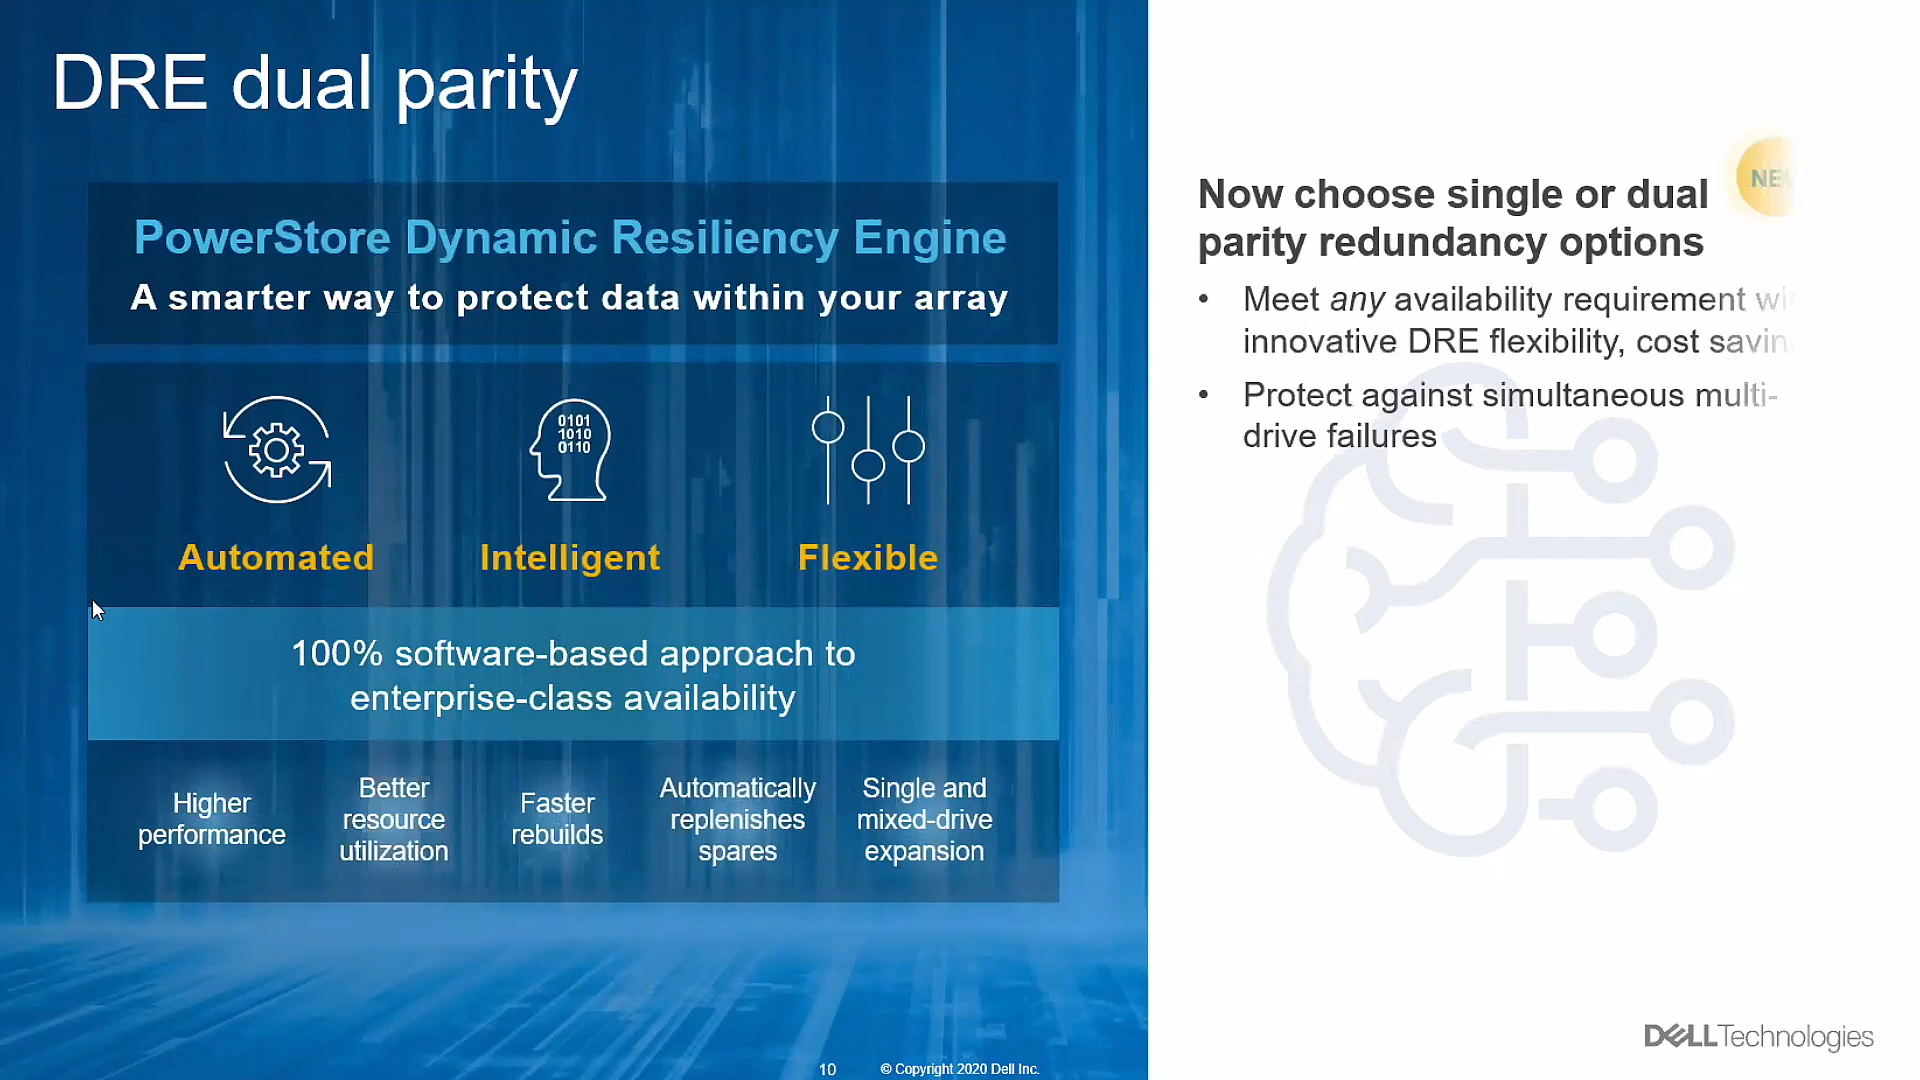 DRE dual parity
PowerStore Dynamic Resiliency Engine
A smarter way to protect data within your array
0101
1010
0110
Automated
Intelligent
Flexible
100% software-based approach to
enterprise-class availability
Higher
performance
Better
resource
utilization
Faster
rebuilds
Automatically
replenishes
spares
Single and
mixed-drive
expansion
Now choose single or dual
parity redundancy options
• Meet any availability requirement
innovative DRE flexibility, cost
• Protect against simultaneous multi-
drive failures
DELL Technologies
10
© Copyright 2020 Dell Inc.